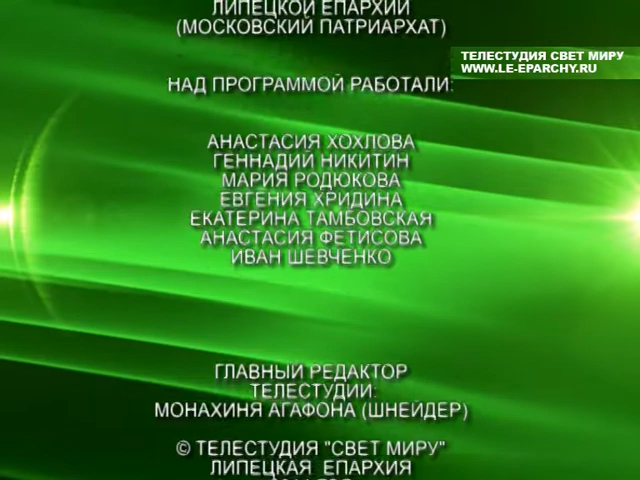 ЛИПЕЦКОЙ ЕПАРХИИ
(МОСКОВСКИЙ ПАТРИАРХАТ)
ТЕЛЕСТУДИЯ СВЕТ МИРУ
WWW.LE-EPARCHY.RU
НАД ПРОГРАММОЙ РАБОТАЛИ:
АНАСТАСИЯ ХОХЛОВА
ГЕННАДИЙ НИКИТИН
МАРИЯ РОДЮКОВА
ЕВГЕНИЯ ХРИДИНА
ЕКАТЕРИНА ТАМБОВСКАЯ
АНАСТАСИЯ ФЕТИСОВА
ИВАН ШЕВЧЕНКО
ГЛАВНЫЙ РЕДАКТОР
ТЕЛЕСТУДИИ:
МОНАХИНЯ АГАФОНА (ШНЕЙДЕР)
© ТЕЛЕСТУДИЯ "СВЕТ МИРУ"
ЛИПЕЦКАЯ ЕПАРХИЯ